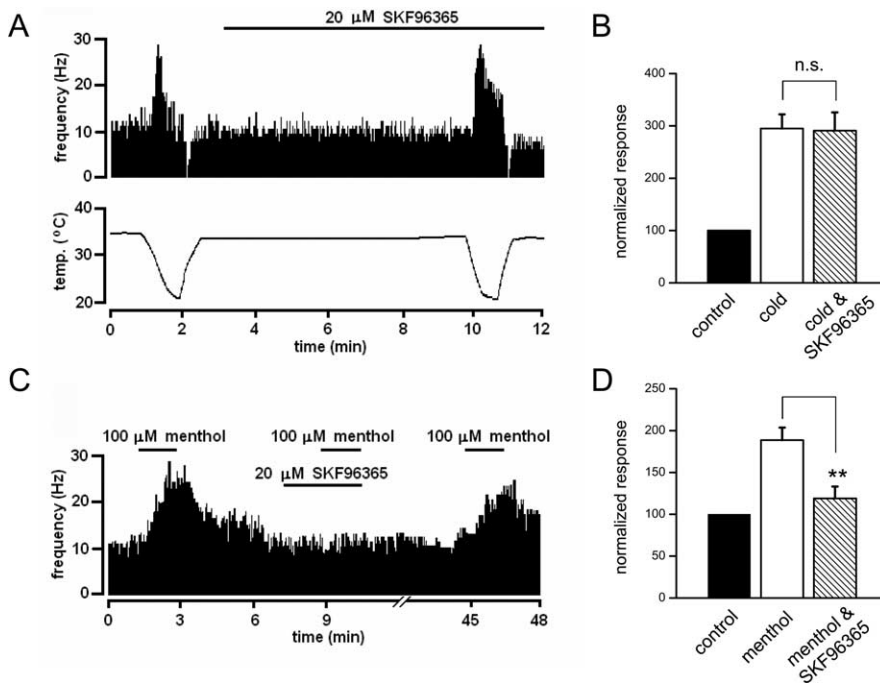 A
20 μM SKF96365
frequency (Hz)
30
20
10
0
temp. (°C)
40
30
20
0 2 4 6 8 10 12
time (min)
B
n.s.
normalized response
400
300
200
100
0
control
cold
cold &
SKF96365
C
100 μM menthol 100 μM menthol 100 μM menthol
20 μM SKF96365
frequency (Hz)
30
20
10
0
0 3 6 9 45 48
time (min)
D
**
normalized response
250
200
150
100
50
0
control
menthol
menthol &
SKF96365